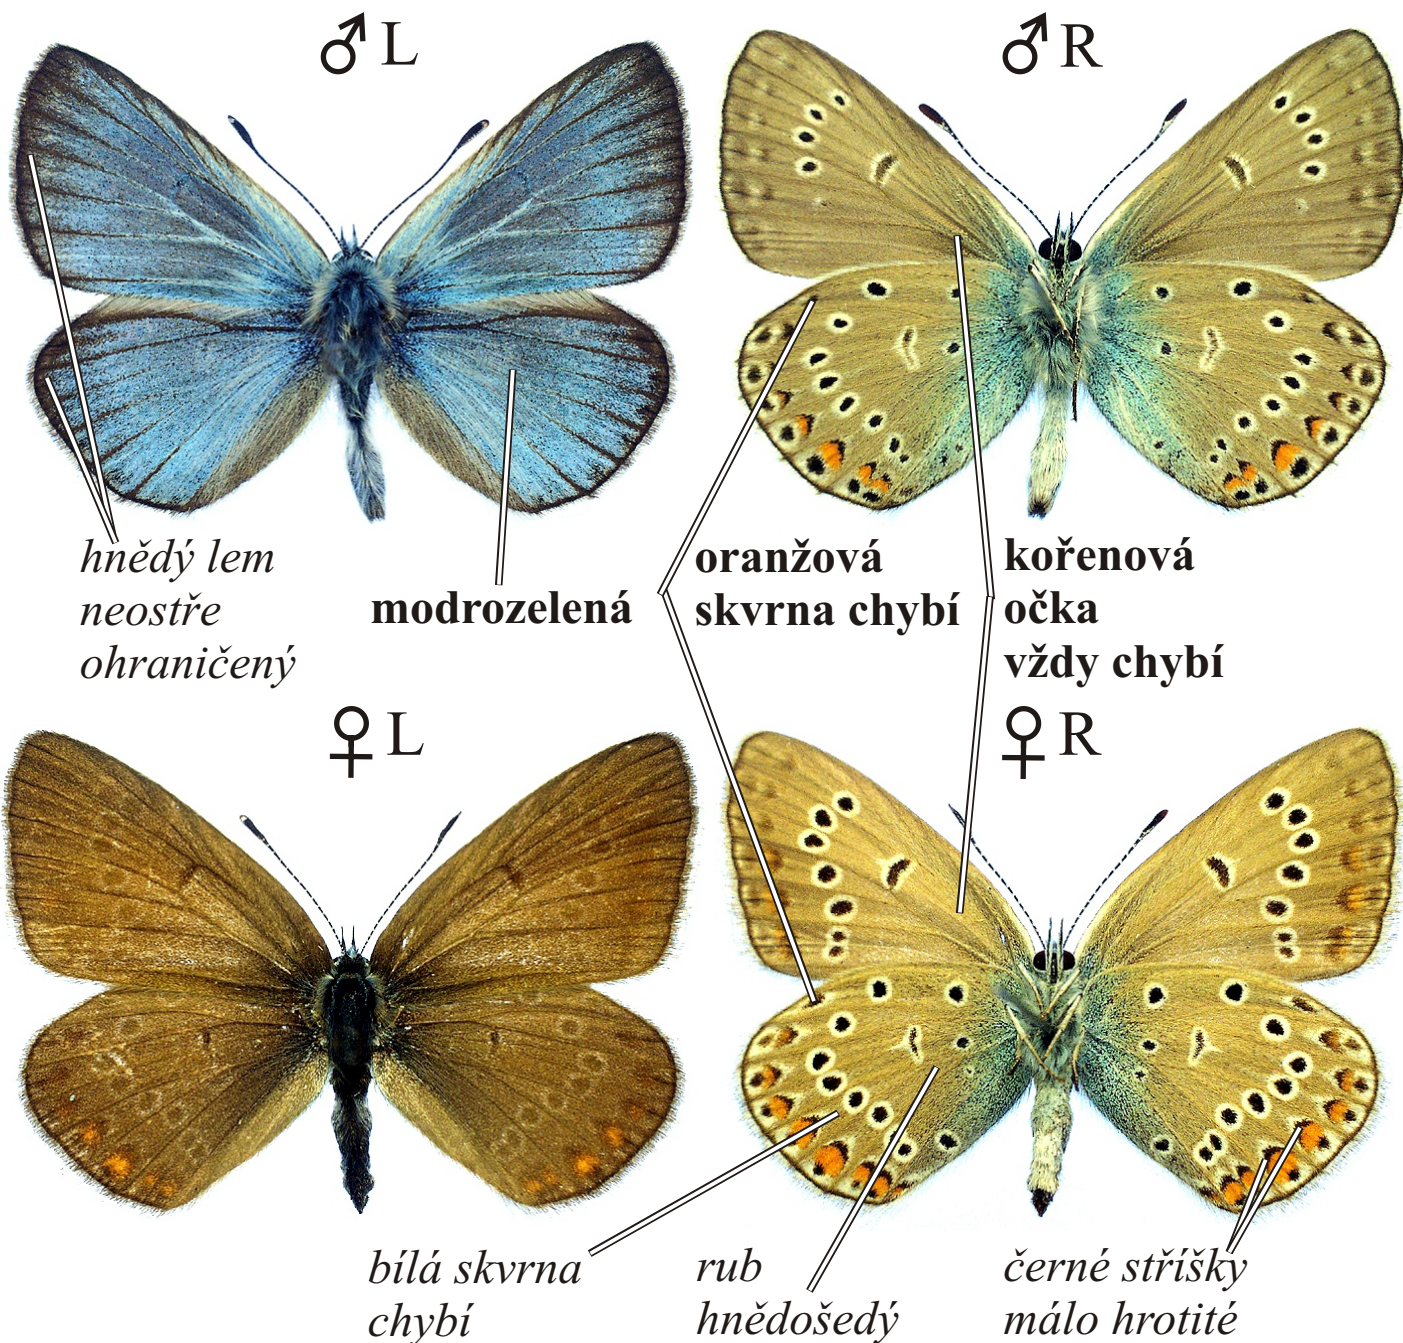 ♂ L
♂ R
hnědý lem
neostře
ohraničený
modrozelená
oranžová
skvrna chybí
kořenová
očka
vždy chybí
♀ L
♀ R
bílá skvrna
chybí
rub
hnědošedý
černé stříšky
málo hrotité